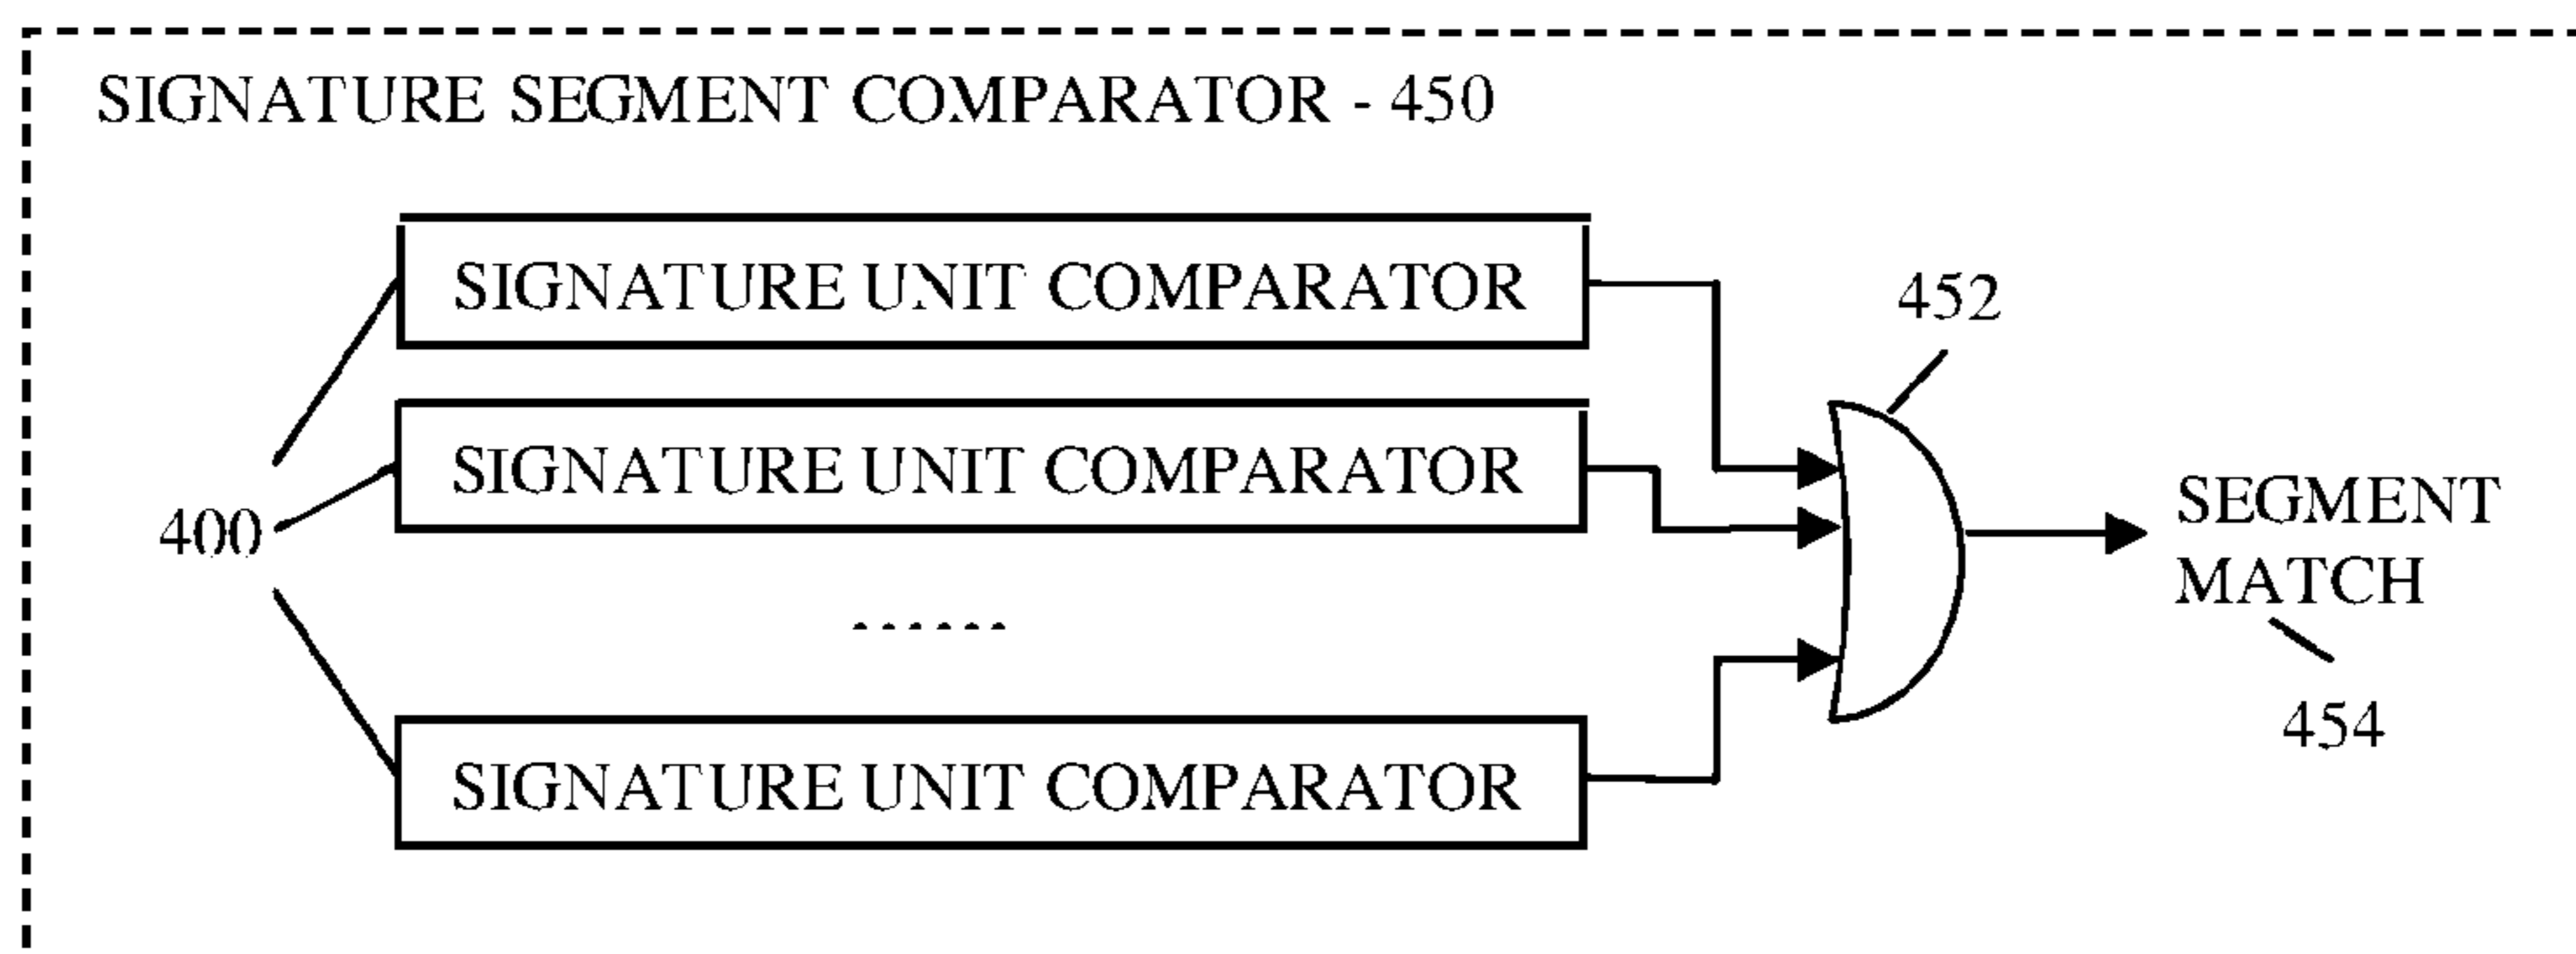 SIGNATURE SEGMENT COMPARATOR - 450
SIGNATURE UNIT COMPARATOR
452
SIGNATURE UNIT COMPARATOR
400
SEGMENT
MATCH
......
454
SIGNATURE UNIT COMPARATOR